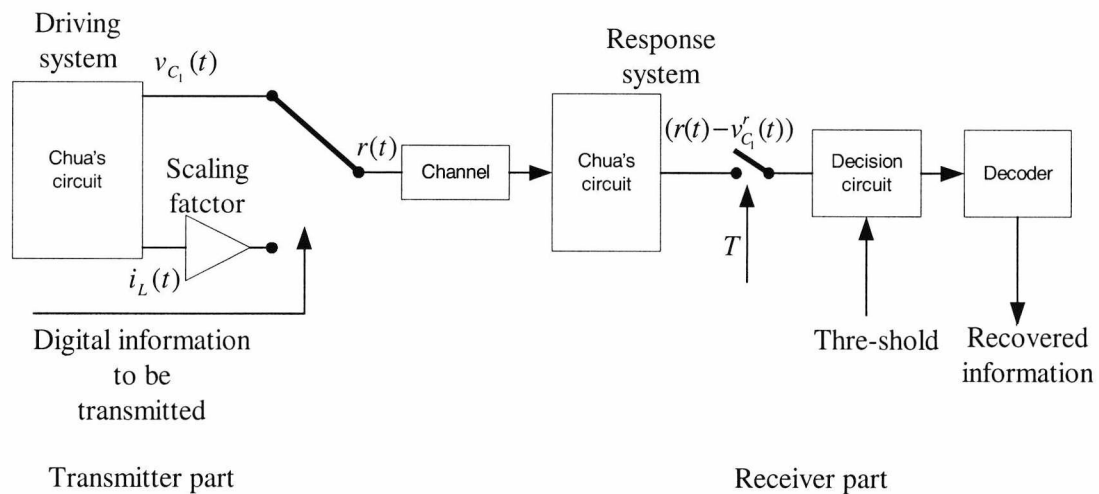 Driving
system
v_{C_1}(t)
Chua's
circuit
Scaling
fatctor
i_L(t)
Digital information
to be
transmitted
r(t)
Channel
Response
system
Chua's
circuit
(r(t)-v^r_{C_1}(t))
T
Decision
circuit
Decoder
Thre-shold
Recovered
information
Transmitter part
Receiver part